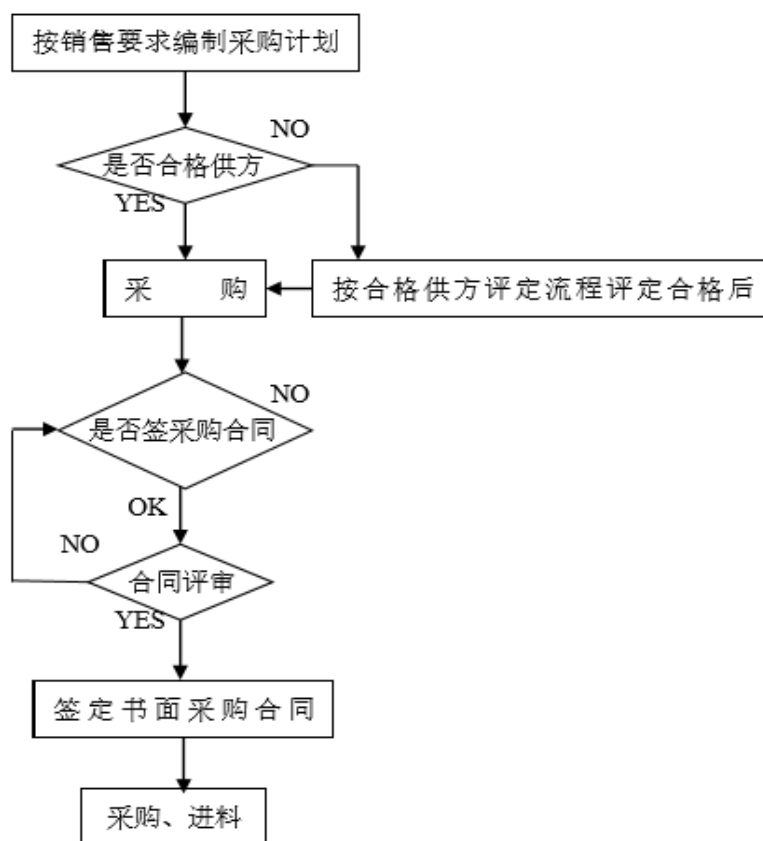 按销售要求编制采购计划
NO
是否合格供方
YES
采 购
按合格供方评定流程评定合格后
NO
是否签采购合同
OK
NO
合同评审
YES
签定书面采购合同
采购、进料